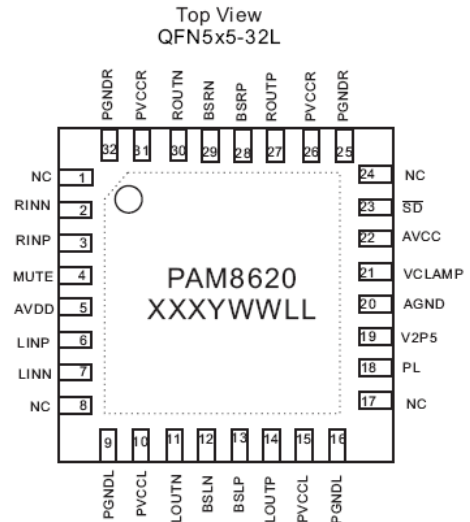 Top View
QFN5x5-32L
PGNDR PVCCR ROUTN BSRN BSRP ROUTP PVCCR PGNDR
32 31 30 29 28 27 26 25
NC 1 24 NC
RINN 2 23 SD
RINP 3 22 AVCC
MUTE 4 21 VCLAMP
AVDD 5 20 AGND
LINP 6 19 V2P5
LINN 7 18 PL
NC 8 17 NC
PAM8620
XXXYWWLL
9 10 11 12 13 14 15 16
PGNDL PVCCL LOUTN BSLN BSLP LOUTP PVCCL PGNDL